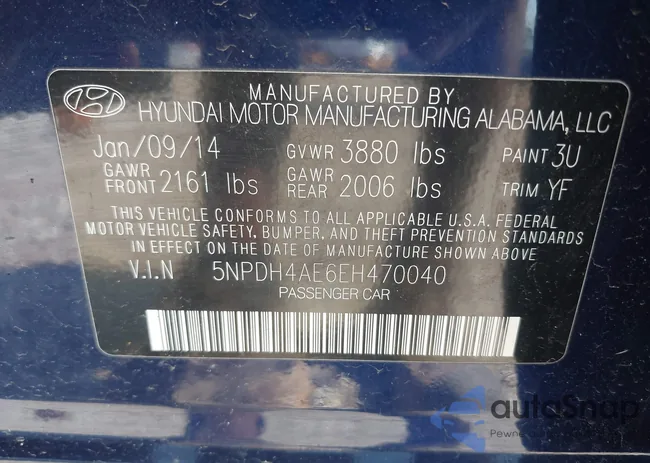 MANUFACTURED BY
HYUNDAI MOTOR MANUFACTURING ALABAMA, LLC
Jan/09/14 GVWR 3880 lbs PAINT 3U
GAWR FRONT 2161 lbs GAWR REAR 2006 lbs TRIM YF
THIS VEHICLE CONFORMS TO ALL APPLICABLE U.S.A. FEDERAL
MOTOR VEHICLE SAFETY, BUMPER, AND THEFT PREVENTION STANDARDS
IN EFFECT ON THE DATE OF MANUFACTURE SHOWN ABOVE
V.I.N 5NPDH4AE6EH470040
PASSENGER CAR
autoSnap